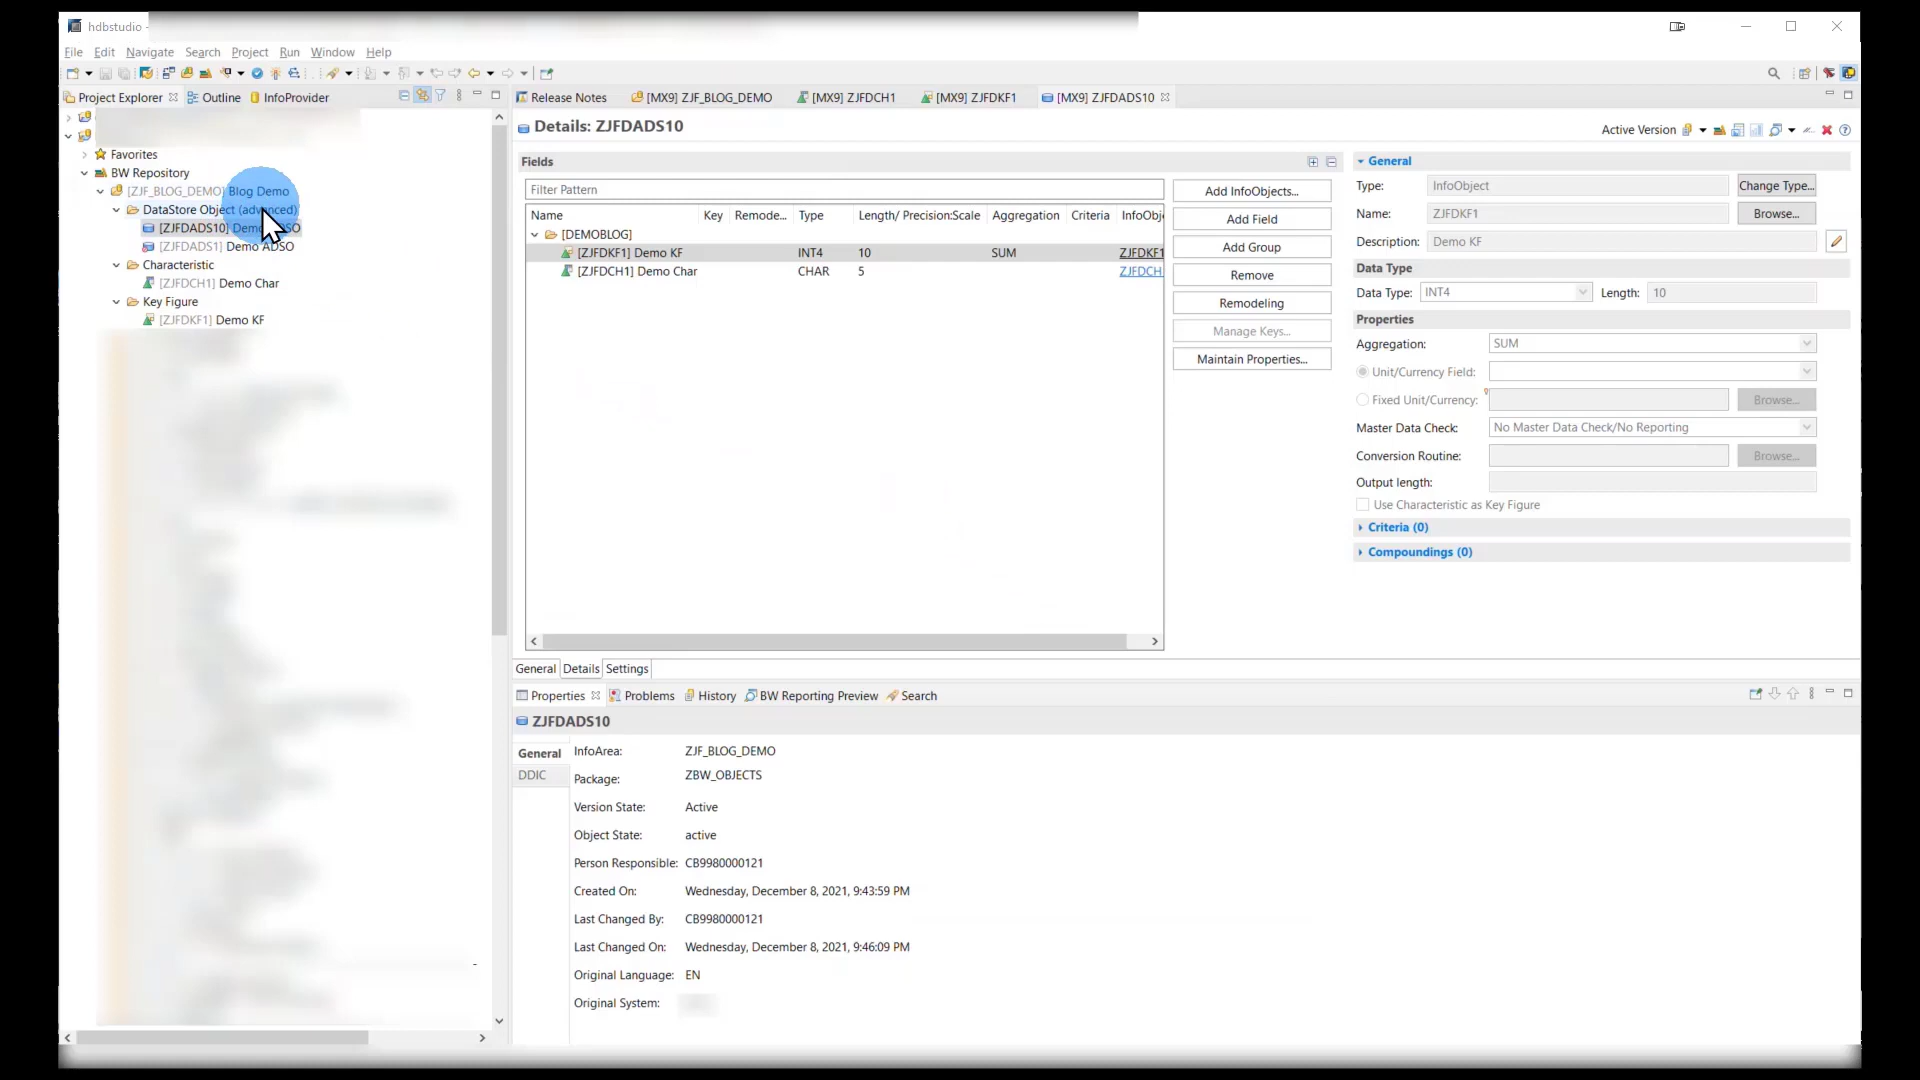 hdbstudio -
File Edit Navigate Search Project Run Window Help
Project Explorer Outline InfoProvider
Favorites
BW Repository
[ZJF_BLOG_DEMO] Blog Demo
DataStore Object (advanced)
[ZJFDADS10] Demo ADSO
[ZJFDADS1] Demo ADSO
Characteristic
[ZJFDCH1] Demo Char
Key Figure
[ZJFDKF1] Demo KF
Release Notes [MX9] ZJF_BLOG_DEMO [MX9] ZJFDCH1 [MX9] ZJFDKF1 [MX9] ZJFDADS10
Details: ZJFDADS10
Active Version
Fields
Filter Pattern
Name Key Remode... Type Length/ Precision:Scale Aggregation Criteria InfoObj
[DEMOBLOG]
[ZJFDKF1] Demo KF INT4 10 SUM ZJFDKF1
[ZJFDCH1] Demo Char CHAR 5 ZJFDCH
Add InfoObjects...
Add Field
Add Group
Remove
Remodeling
Manage Keys...
Maintain Properties...
General
Type: InfoObject Change Type...
Name: ZJFDKF1 Browse...
Description: Demo KF
Data Type
Data Type: INT4 Length: 10
Properties
Aggregation: SUM
Unit/Currency Field:
Fixed Unit/Currency: Browse...
Master Data Check: No Master Data Check/No Reporting
Conversion Routine: Browse...
Output length:
Use Characteristic as Key Figure
Criteria (0)
Compoundings (0)
General Details Settings
Properties Problems History BW Reporting Preview Search
ZJFDADS10
General
DDIC
InfoArea: ZJF_BLOG_DEMO
Package: ZBW_OBJECTS
Version State: Active
Object State: active
Person Responsible: CB9980000121
Created On: Wednesday, December 8, 2021, 9:43:59 PM
Last Changed By: CB9980000121
Last Changed On: Wednesday, December 8, 2021, 9:46:09 PM
Original Language: EN
Original System: